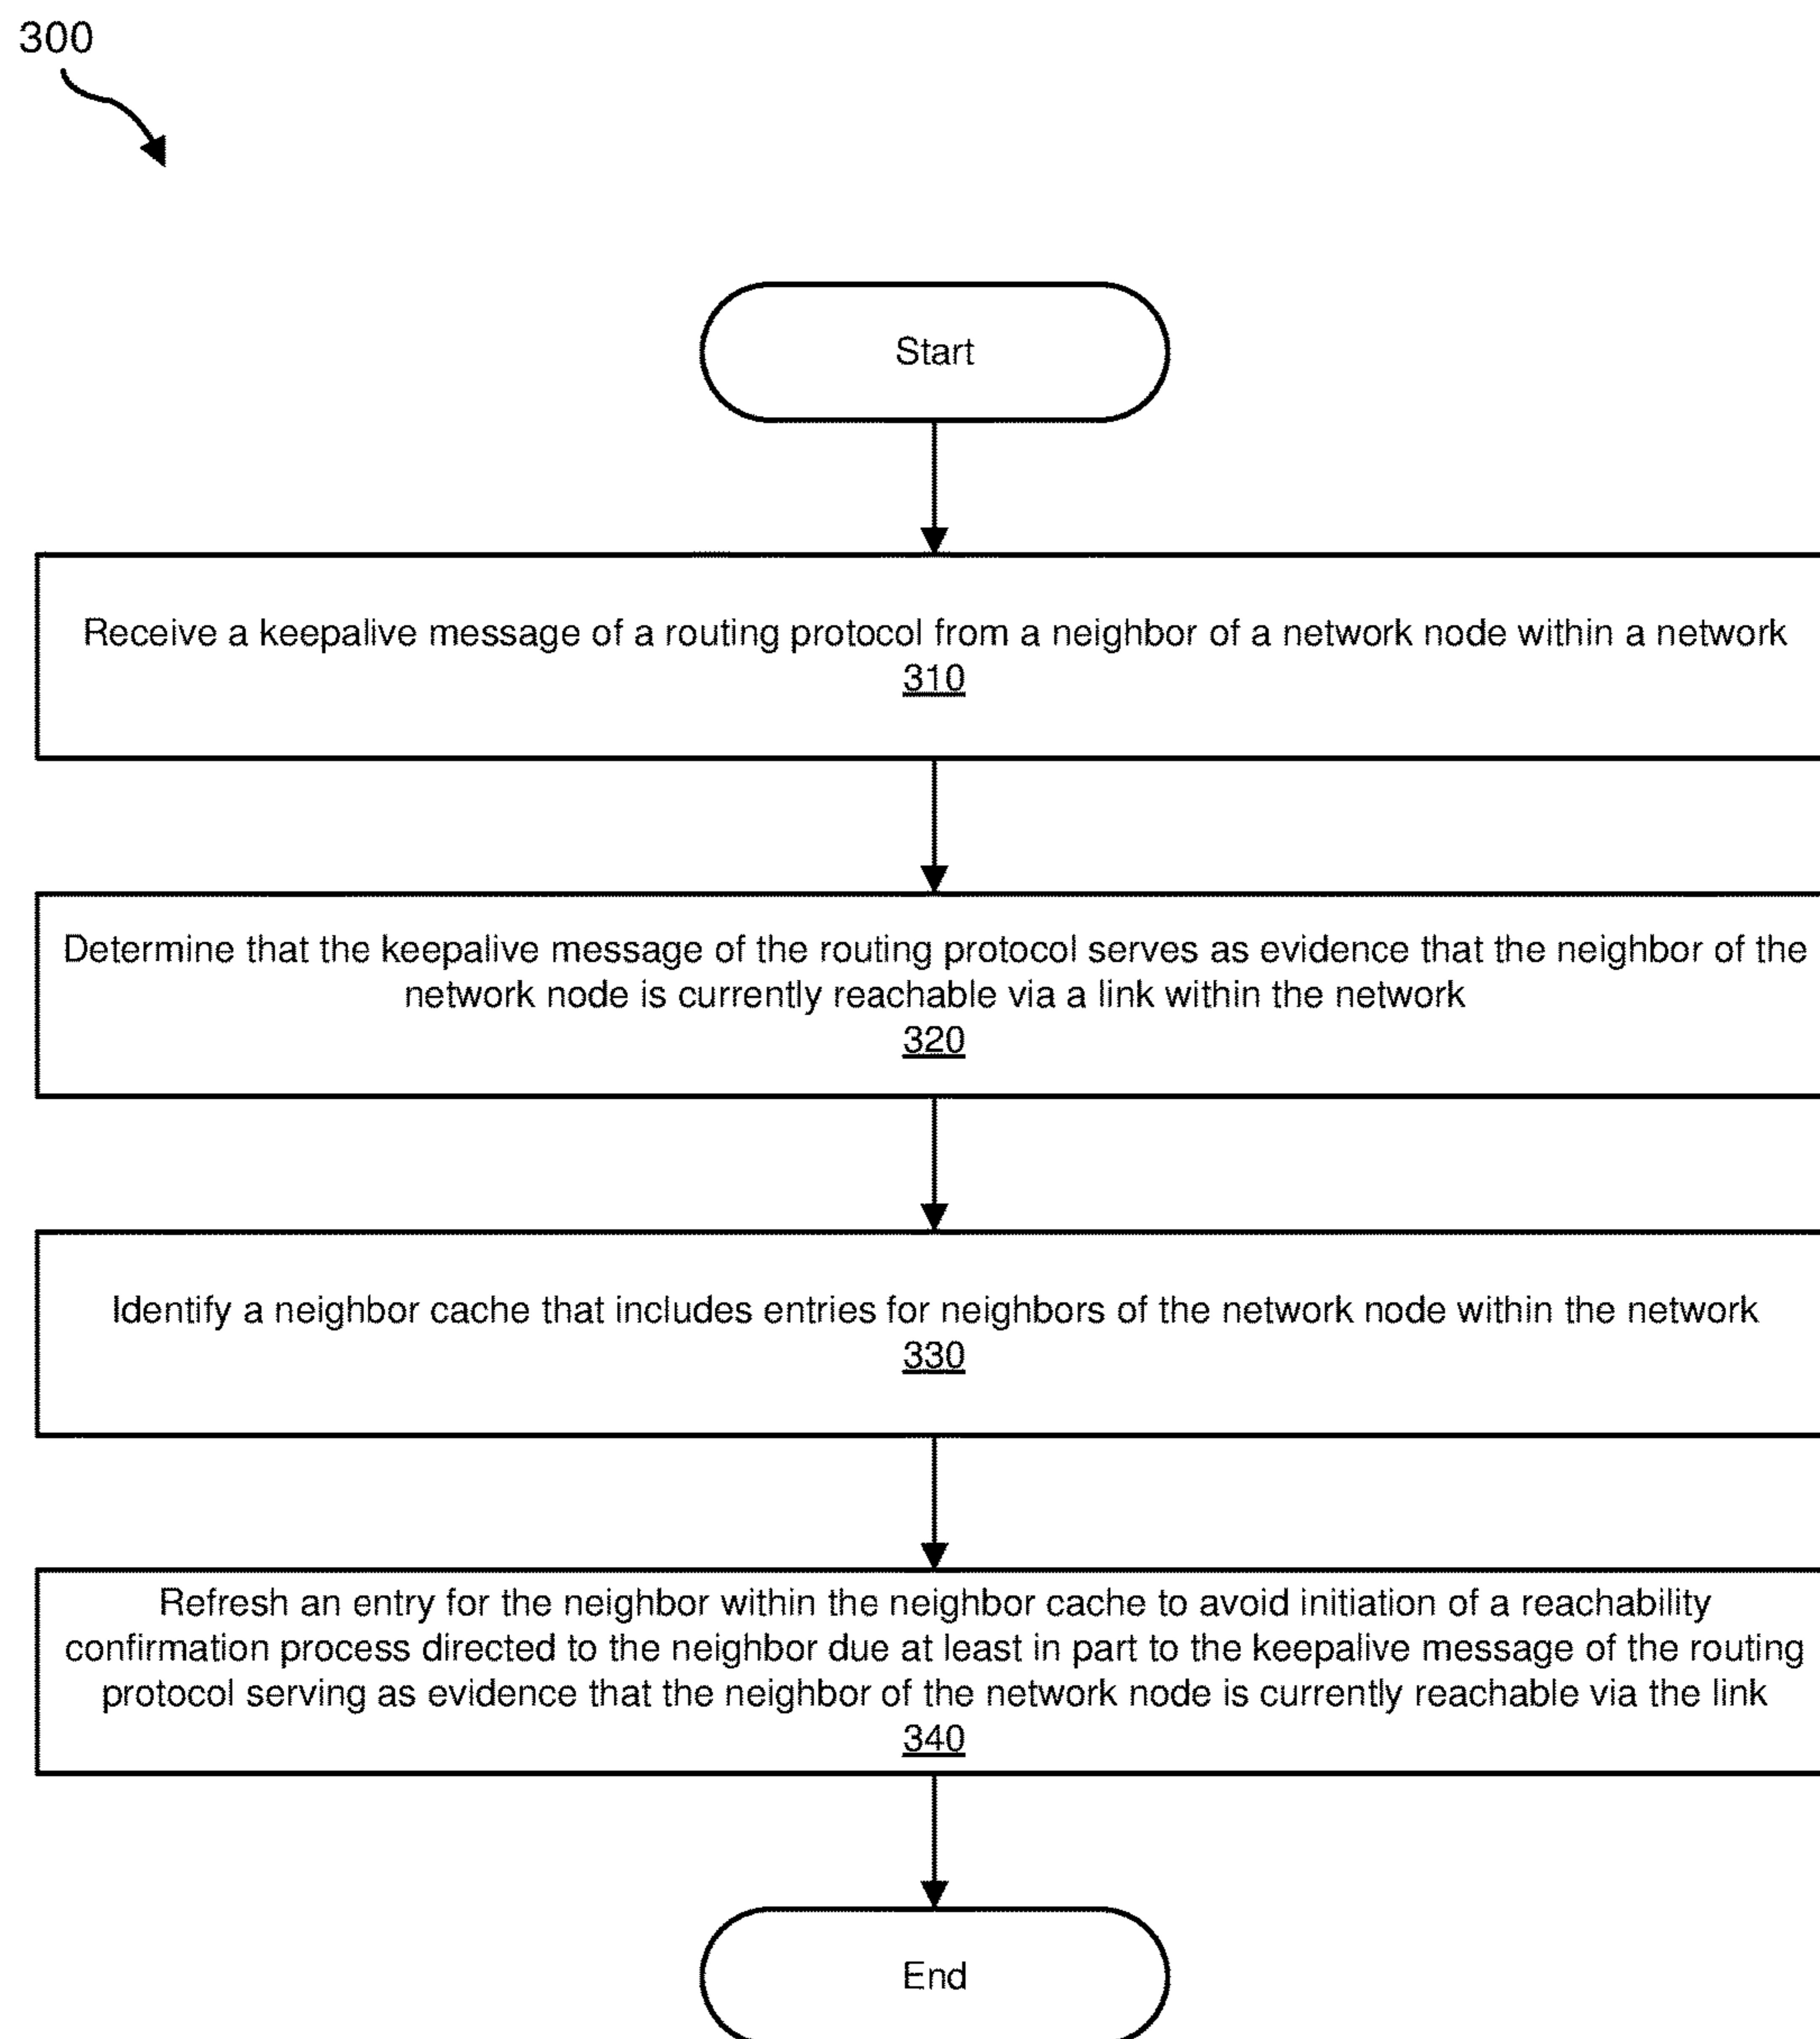 300
Start
Receive a keepalive message of a routing protocol from a neighbor of a network node within a network
310
Determine that the keepalive message of the routing protocol serves as evidence that the neighbor of the
network node is currently reachable via a link within the network
320
Identify a neighbor cache that includes entries for neighbors of the network node within the network
330
Refresh an entry for the neighbor within the neighbor cache to avoid initiation of a reachability
confirmation process directed to the neighbor due at least in part to the keepalive message of the routing
protocol serving as evidence that the neighbor of the network node is currently reachable via the link
340
End